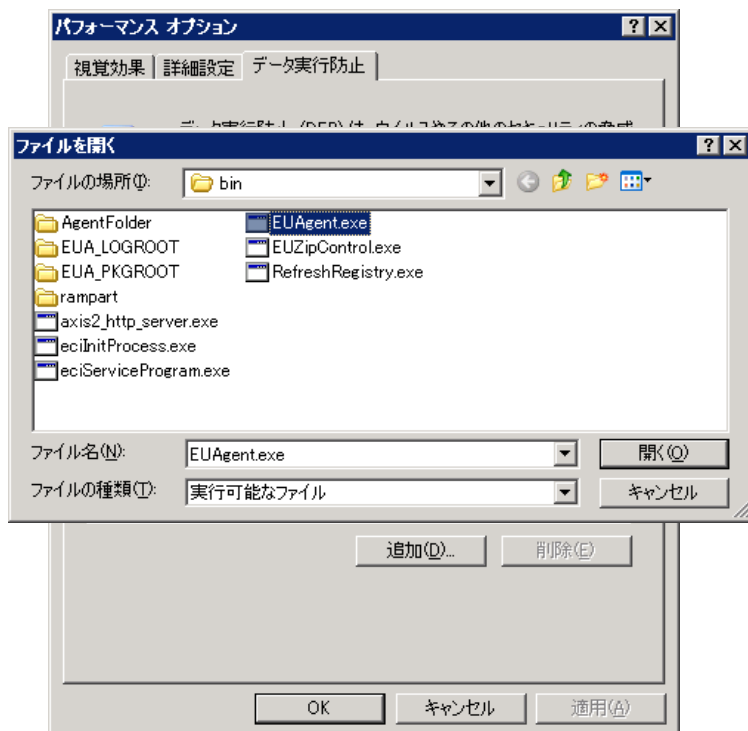 パフォーマンス オプション
視覚効果 詳細設定 データ実行防止
ファイルを開く
ファイルの場所(I): bin
AgentFolder
EUA_LOGROOT
EUA_PKGROOT
rampart
axis2_http_server.exe
eciInitProcess.exe
eciServiceProgram.exe
EUAgent.exe
EUZipControl.exe
RefreshRegistry.exe
ファイル名(N): EUAgent.exe 開く(O)
ファイルの種類(T): 実行可能なファイル キャンセル
追加(D)... 削除(E)
OK キャンセル 適用(A)